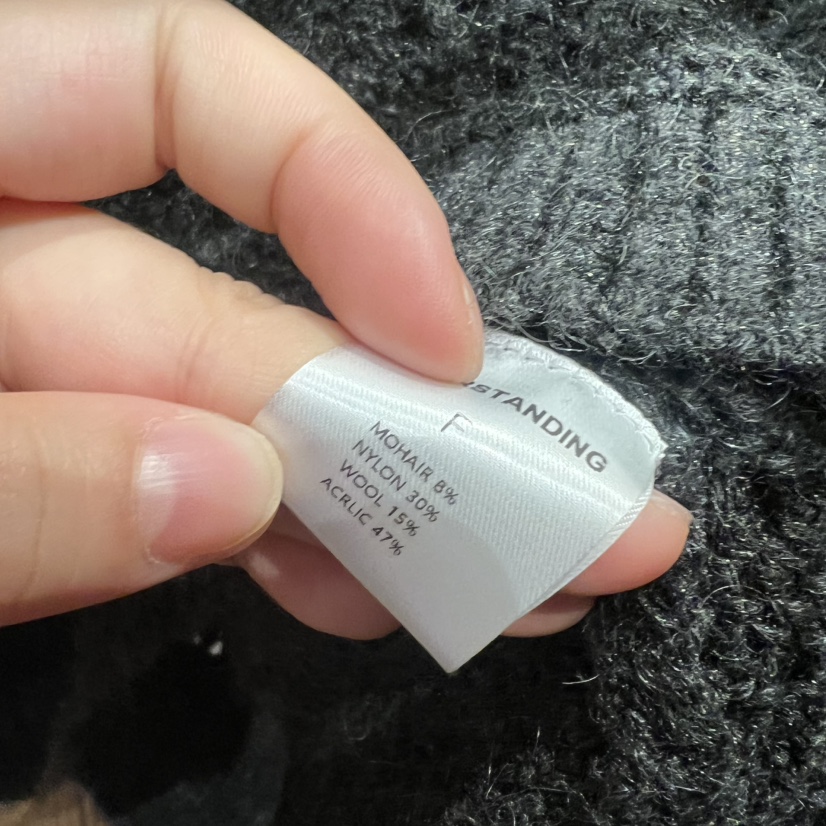 STANDING
F
MOHAIR 8%
NYLON 30%
WOOL 15%
ACRLIC 47%